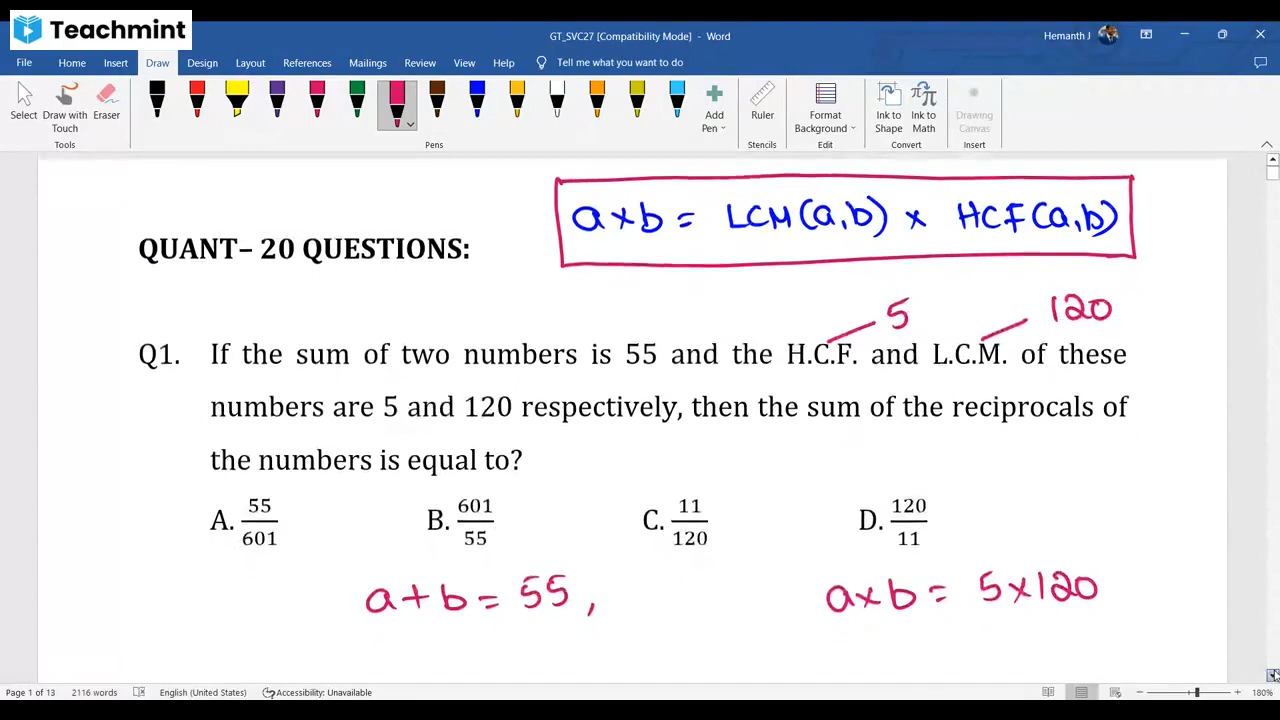 Teachmint
GT_SVC27 [Compatibility Mode] - Word
Hemanth J
File Home Insert Draw Design Layout References Mailings Review View Help Tell me what you want to do
Select
Draw with Touch
Eraser
Add Pen
Ruler
Format Background
Ink to Shape
Ink to Math
Drawing Canvas
Tools
Pens
Stencils
Edit
Convert
Insert
a×b = LCM(a,b) × HCF(a,b)
QUANT– 20 QUESTIONS:
5 120
Q1. If the sum of two numbers is 55 and the H.C.F. and L.C.M. of these
numbers are 5 and 120 respectively, then the sum of the reciprocals of
the numbers is equal to?
A. 55/601 B. 601/55 C. 11/120 D. 120/11
a+b = 55, a×b = 5×120
Page 1 of 13 2116 words English (United States) Accessibility: Unavailable 180%